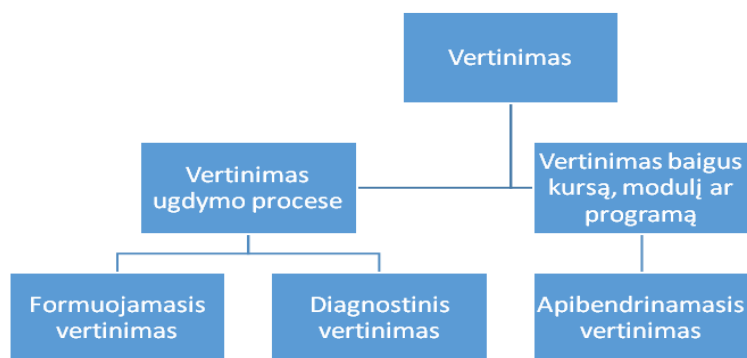 Vertinimas
Vertinimas
ugdymo procese
Vertinimas baigus
kursą, modulį ar
programą
Formuojamasis
vertinimas
Diagnostinis
vertinimas
Apibendrinamasis
vertinimas